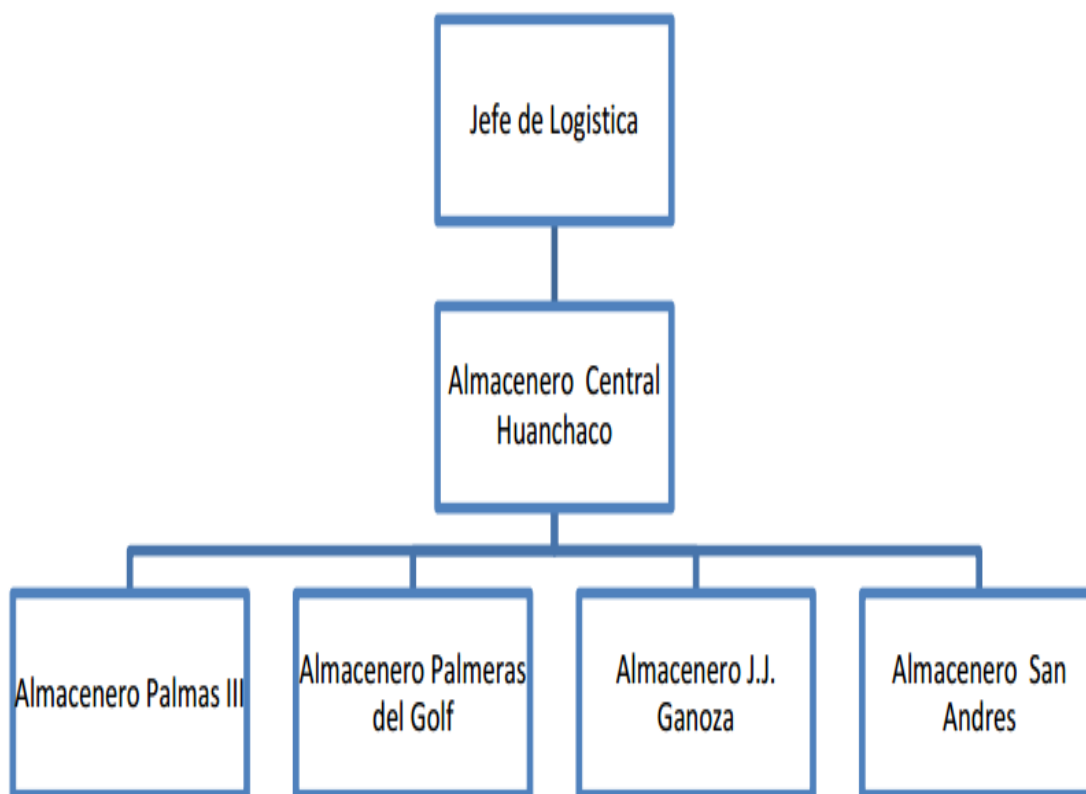 Jefe de Logistica
Almacenero Central
Huanchaco
Almacenero Palmas III
Almacenero Palmeras
del Golf
Almacenero J.J.
Ganoza
Almacenero San
Andres